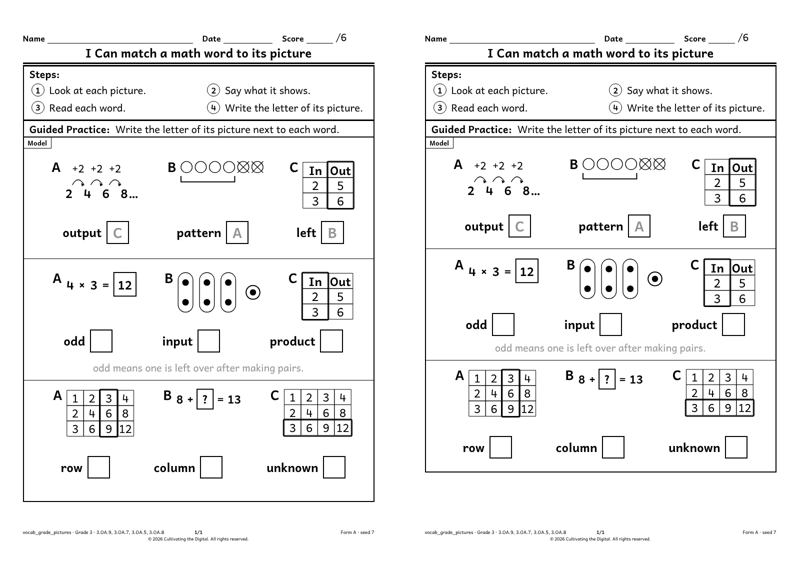 Name Date Score /6
I Can match a math word to its picture
Steps:
1 Look at each picture. 2 Say what it shows.
3 Read each word. 4 Write the letter of its picture.
Guided Practice: Write the letter of its picture next to each word.
Model
A +2 +2 +2
2 4 6 8...
B
C In Out
2 5
3 6
output C pattern A left B
A 4 × 3 = 12
B
C In Out
2 5
3 6
odd input product
odd means one is left over after making pairs.
A 1 2 3 4
2 4 6 8
3 6 9 12
B 8 + ? = 13
C 1 2 3 4
2 4 6 8
3 6 9 12
row column unknown
vocab_grade_pictures · Grade 3 · 3.OA.9, 3.OA.7, 3.OA.5, 3.OA.8 1/1 Form A · seed 7
© 2026 Cultivating the Digital. All rights reserved.
Name Date Score /6
I Can match a math word to its picture
Steps:
1 Look at each picture. 2 Say what it shows.
3 Read each word. 4 Write the letter of its picture.
Guided Practice: Write the letter of its picture next to each word.
Model
A +2 +2 +2
2 4 6 8...
B
C In Out
2 5
3 6
output C pattern A left B
A 4 × 3 = 12
B
C In Out
2 5
3 6
odd input product
odd means one is left over after making pairs.
A 1 2 3 4
2 4 6 8
3 6 9 12
B 8 + ? = 13
C 1 2 3 4
2 4 6 8
3 6 9 12
row column unknown
vocab_grade_pictures · Grade 3 · 3.OA.9, 3.OA.7, 3.OA.5, 3.OA.8 1/1 Form A · seed 7
© 2026 Cultivating the Digital. All rights reserved.